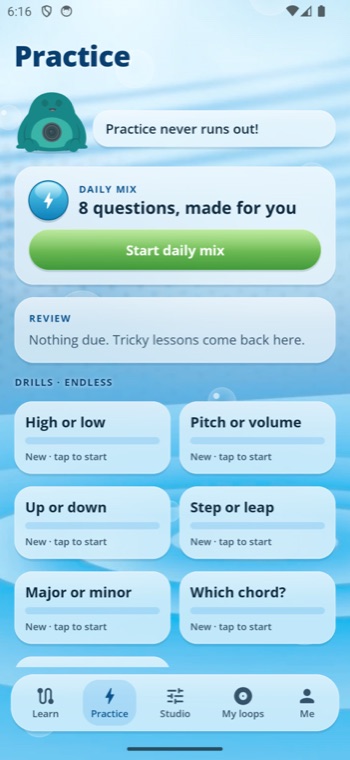 6:16
Practice
Practice never runs out!
DAILY MIX
8 questions, made for you
Start daily mix
REVIEW
Nothing due. Tricky lessons come back here.
DRILLS · ENDLESS
High or low
New · tap to start
Pitch or volume
New · tap to start
Up or down
New · tap to start
Step or leap
New · tap to start
Major or minor
New · tap to start
Which chord?
New · tap to start
Learn
Practice
Studio
My loops
Me